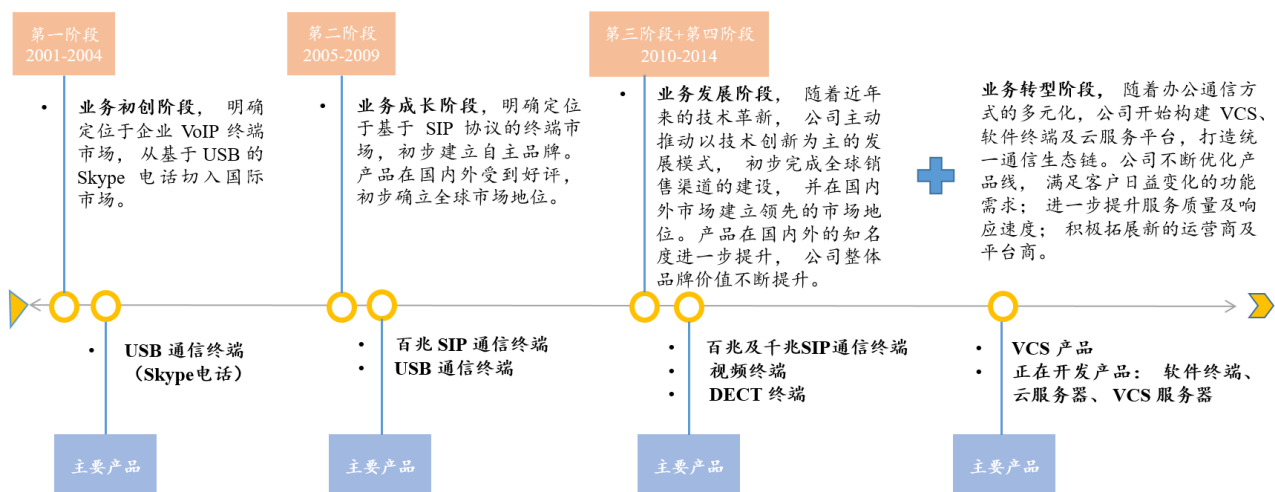 第一阶段
2001-2004
• 业务初创阶段， 明确
定位于企业 VoIP 终端
市场，从基于 USB 的
Skype 电话切入国际
市场。
第二阶段
2005-2009
• 业务成长阶段，明确定位
于基于 SIP 协议的终端市
场，初步建立自主品牌。
产品在国内外受到好评，
初步确立全球市场地位。
第三阶段+第四阶段
2010-2014
• 业务发展阶段， 随着近年
来的技术革新， 公司主动
推动以技术创新为主的发
展模式， 初步完成全球销
售渠道的建设， 并在国内
外市场建立领先的市场地
位。产品在国内外的知名
度进一步提升， 公司整体
品牌价值不断提升。
业务转型阶段， 随着办公通信方
式的多元化，公司开始构建 VCS、
软件终端及云服务平台，打造统
一通信生态链。公司不断优化产
品线， 满足客户日益变化的功能
需求； 进一步提升服务质量及响
应速度； 积极拓展新的运营商及
平台商。
• USB 通信终端
（Skype电话）
主要产品
• 百兆 SIP 通信终端
• USB 通信终端
主要产品
• 百兆及千兆SIP通信终端
• 视频终端
• DECT 终端
主要产品
• VCS 产品
• 正在开发产品： 软件终端、
云服务器、VCS 服务器
主要产品